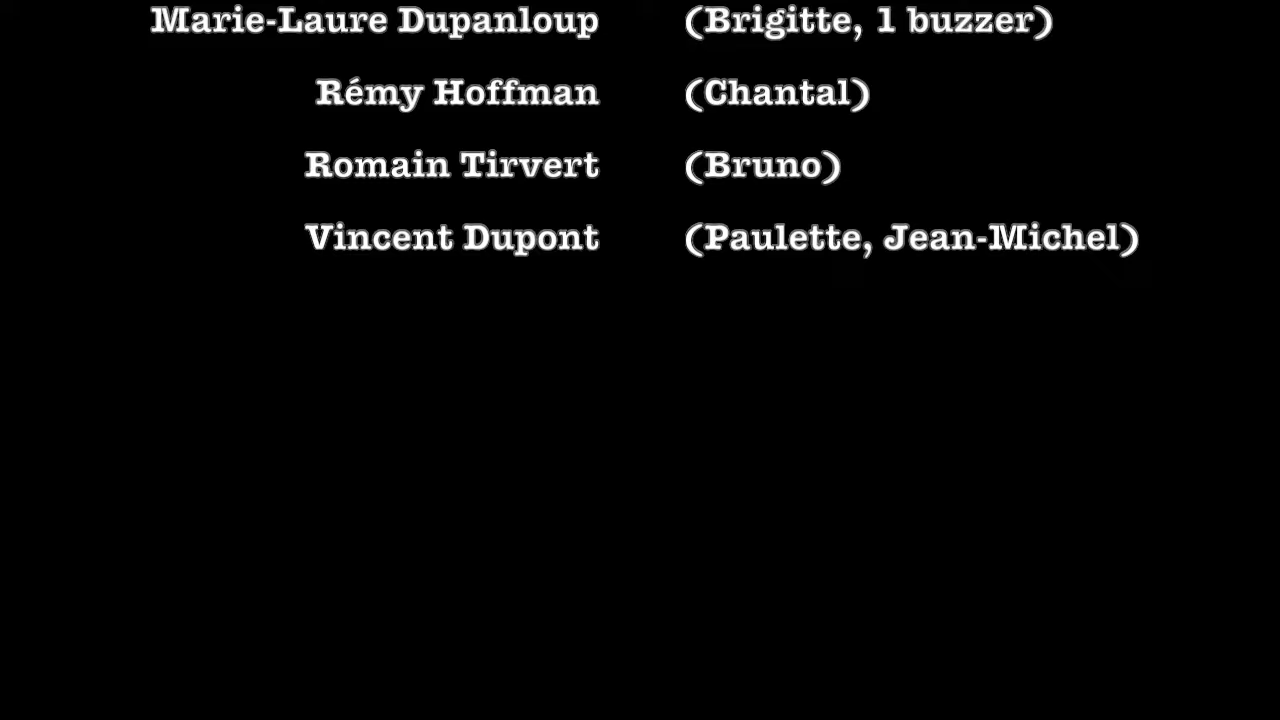 Marie-Laure Dupanloup (Brigitte, 1 buzzer)
Rémy Hoffman (Chantal)
Romain Tirvert (Bruno)
Vincent Dupont (Paulette, Jean-Michel)